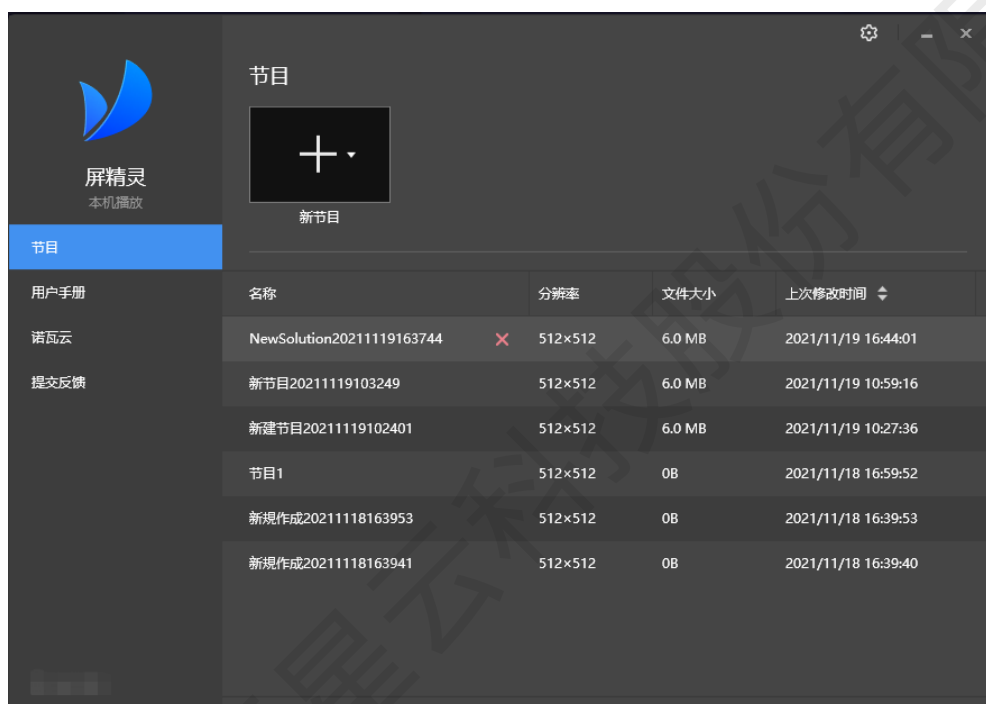 节目
屏精灵
本机播放
新节目
节目
用户手册
诺瓦云
提交反馈
名称 分辨率 文件大小 上次修改时间
NewSolution20211119163744 512×512 6.0 MB 2021/11/19 16:44:01
新节目20211119103249 512×512 6.0 MB 2021/11/19 10:59:16
新建节目20211119102401 512×512 6.0 MB 2021/11/19 10:27:36
节目1 512×512 0B 2021/11/18 16:59:52
新規作成20211118163953 512×512 0B 2021/11/18 16:39:53
新規作成20211118163941 512×512 0B 2021/11/18 16:39:40
星云科技股份有限